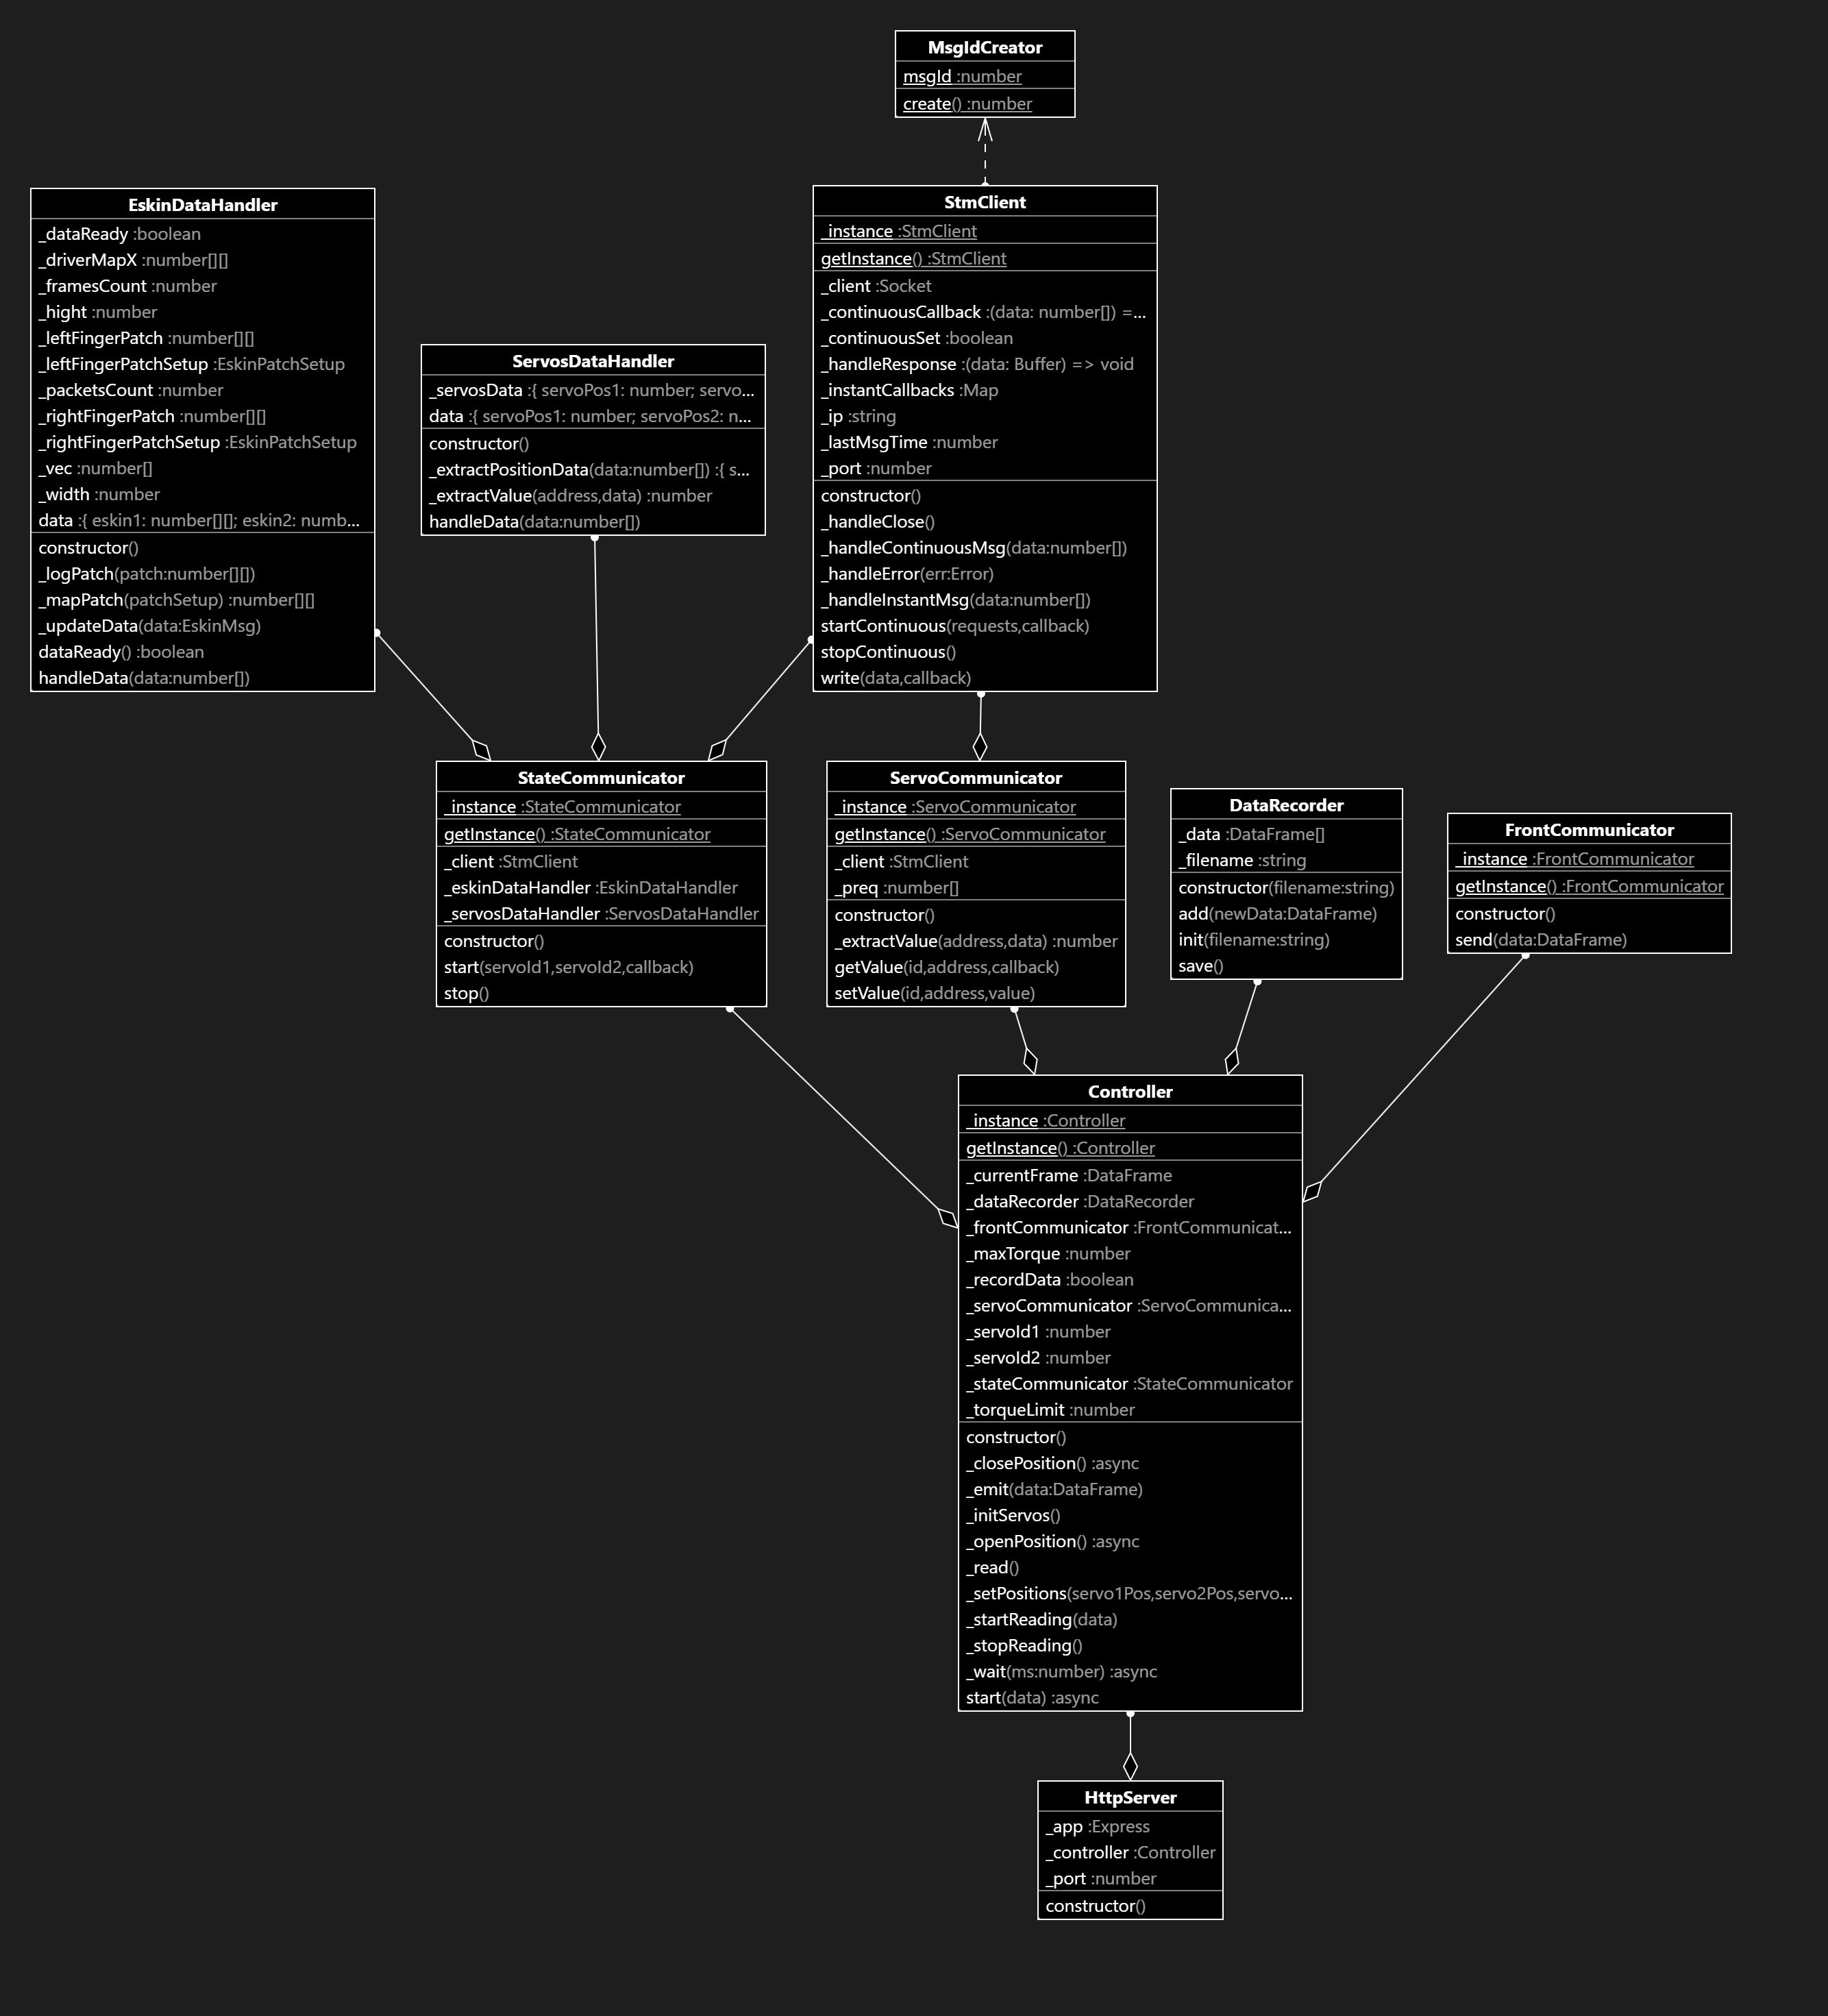 MsgIdCreator
msgId :number
create() :number
EskinDataHandler
_dataReady :boolean
_driverMapX :number[][]
_framesCount :number
_hight :number
_leftFingerPatch :number[][]
_leftFingerPatchSetup :EskinPatchSetup
_packetsCount :number
_rightFingerPatch :number[][]
_rightFingerPatchSetup :EskinPatchSetup
_vec :number[]
_width :number
data :{ eskin1: number[][]; eskin2: numb...
constructor()
_logPatch(patch:number[][])
_mapPatch(patchSetup) :number[][]
_updateData(data:EskinMsg)
dataReady() :boolean
handleData(data:number[])
ServosDataHandler
_servosData :{ servoPos1: number; servo...
data :{ servoPos1: number; servoPos2: n...
constructor()
_extractPositionData(data:number[]) :{ s...
_extractValue(address,data) :number
handleData(data:number[])
StmClient
_instance :StmClient
getInstance() :StmClient
_client :Socket
_continuousCallback :(data: number[]) =...
_continuousSet :boolean
_handleResponse :(data: Buffer) => void
_instantCallbacks :Map
_ip :string
_lastMsgTime :number
_port :number
constructor()
_handleClose()
_handleContinuousMsg(data:number[])
_handleError(err:Error)
_handleInstantMsg(data:number[])
startContinuous(requests,callback)
stopContinuous()
write(data,callback)
StateCommunicator
_instance :StateCommunicator
getInstance() :StateCommunicator
_client :StmClient
_eskinDataHandler :EskinDataHandler
_servosDataHandler :ServosDataHandler
constructor()
start(servoId1,servoId2,callback)
stop()
ServoCommunicator
_instance :ServoCommunicator
getInstance() :ServoCommunicator
_client :StmClient
_preq :number[]
constructor()
_extractValue(address,data) :number
getValue(id,address,callback)
setValue(id,address,value)
DataRecorder
_data :DataFrame[]
_filename :string
constructor(filename:string)
add(newData:DataFrame)
init(filename:string)
save()
FrontCommunicator
_instance :FrontCommunicator
getInstance() :FrontCommunicator
constructor()
send(data:DataFrame)
Controller
_instance :Controller
getInstance() :Controller
_currentFrame :DataFrame
_dataRecorder :DataRecorder
_frontCommunicator :FrontCommunicat...
_maxTorque :number
_recordData :boolean
_servoCommunicator :ServoCommunica...
_servoId1 :number
_servoId2 :number
_stateCommunicator :StateCommunicator
_torqueLimit :number
constructor()
_closePosition() :async
_emit(data:DataFrame)
_initServos()
_openPosition() :async
_read()
_setPositions(servo1Pos,servo2Pos,servo...
_startReading(data)
_stopReading()
_wait(ms:number) :async
start(data) :async
HttpServer
_app :Express
_controller :Controller
_port :number
constructor()